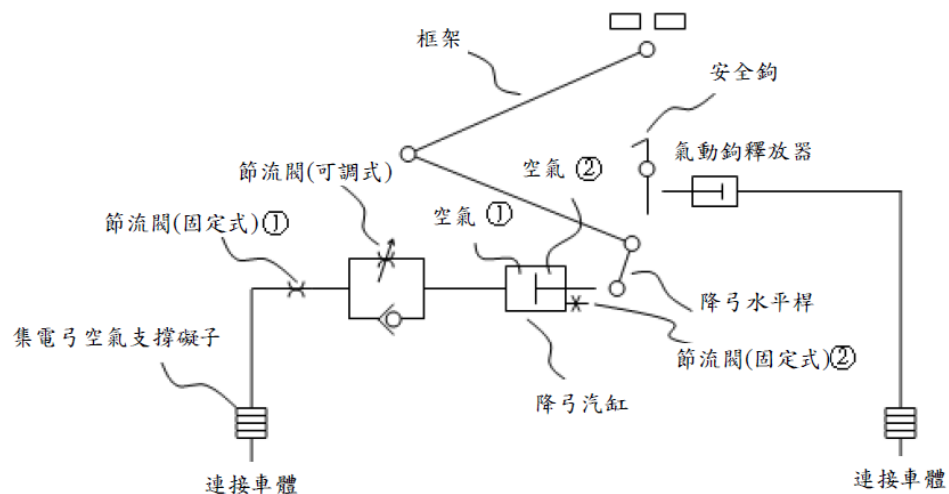 框架
安全鉤
節流閥(可調式)
空氣 ②
氣動鉤釋放器
節流閥(固定式)①
空氣 ①
降弓水平桿
集電弓空氣支撐礙子
節流閥(固定式)②
降弓汽缸
連接車體
連接車體